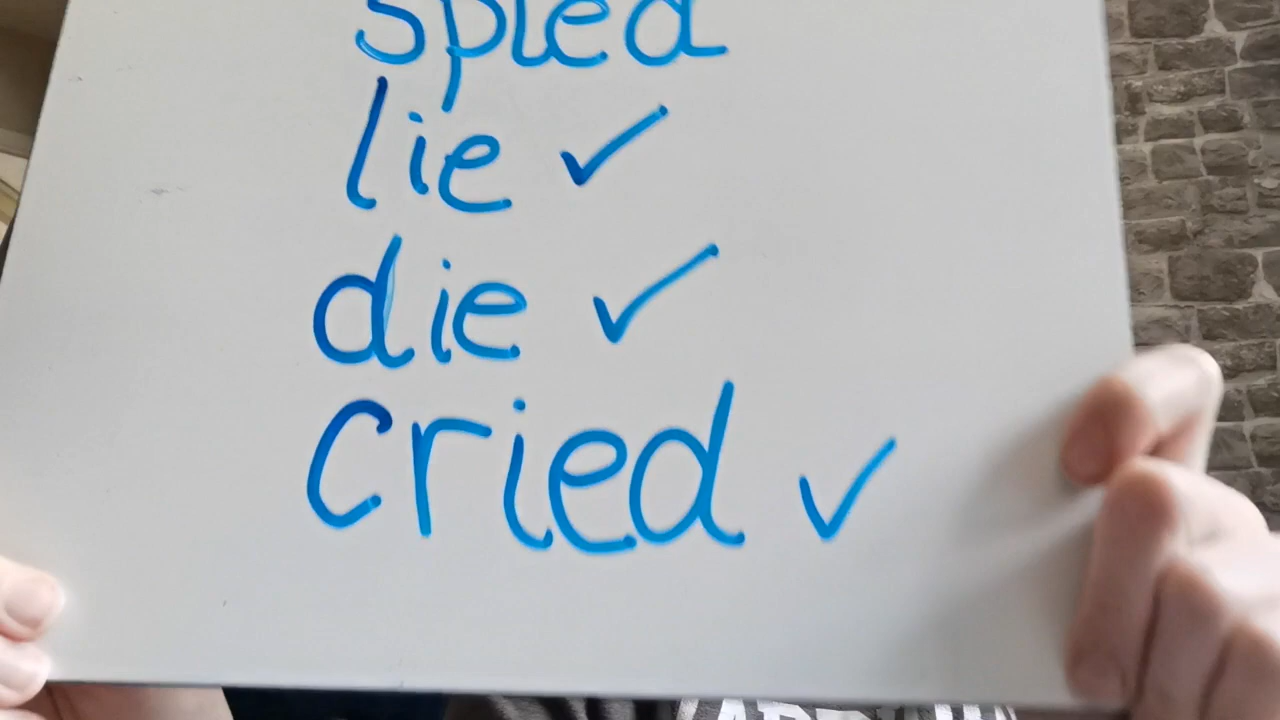 spied
lie ✓
die ✓
cried ✓